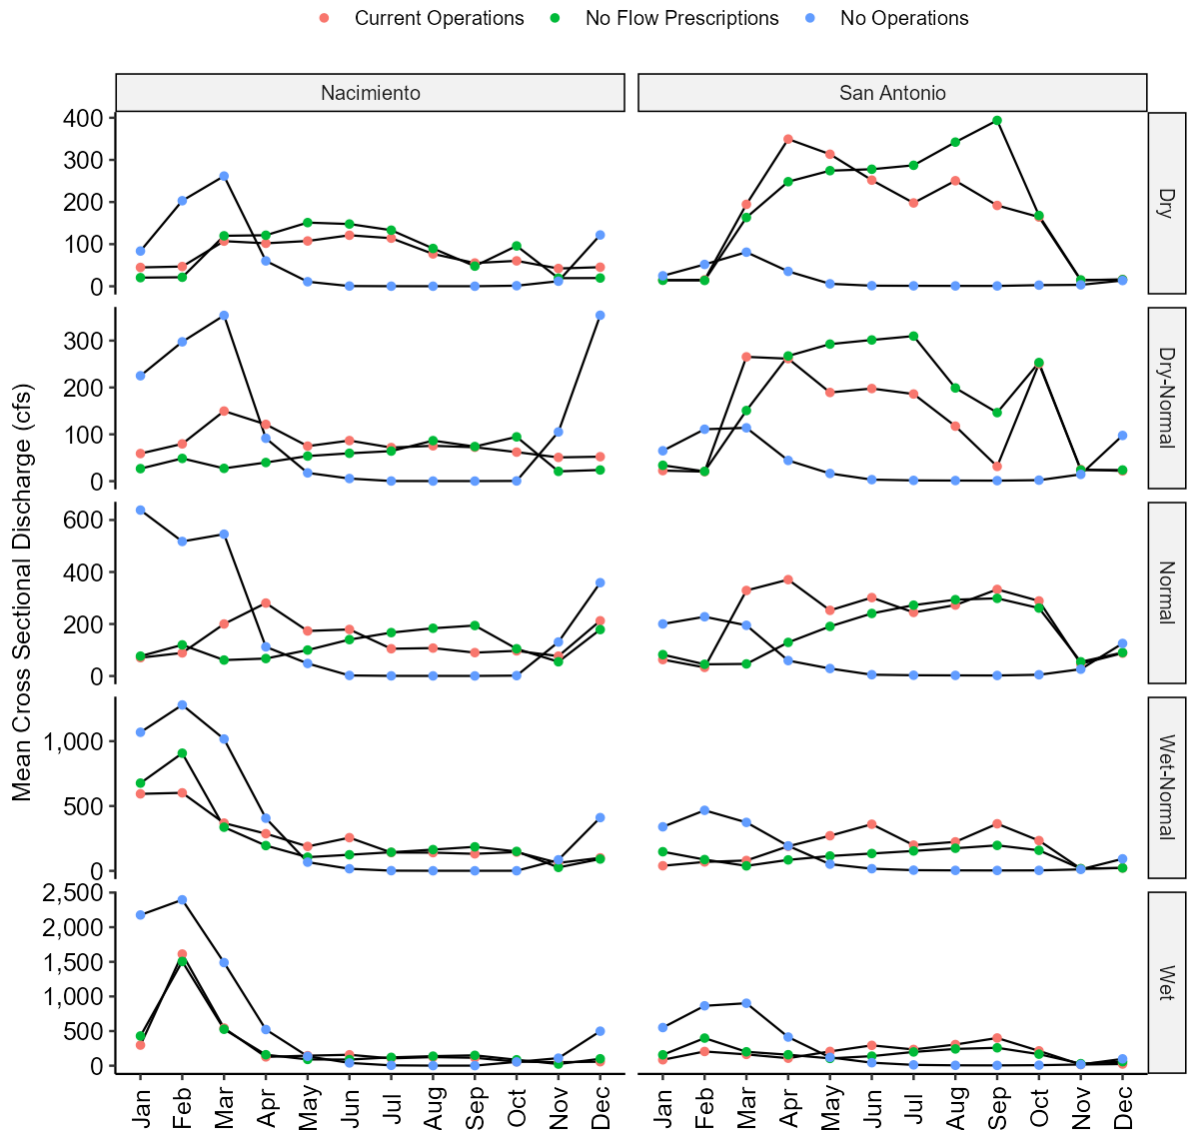 Current Operations No Flow Prescriptions No Operations
Nacimiento San Antonio
Mean Cross Sectional Discharge (cfs)
400
300
200
100
0
Dry
300
200
100
0
Dry-Normal
600
400
200
0
Normal
1,000
500
0
Wet-Normal
2,500
2,000
1,500
1,000
500
0
Wet
Jan Feb Mar Apr May Jun Jul Aug Sep Oct Nov Dec Jan Feb Mar Apr May Jun Jul Aug Sep Oct Nov Dec